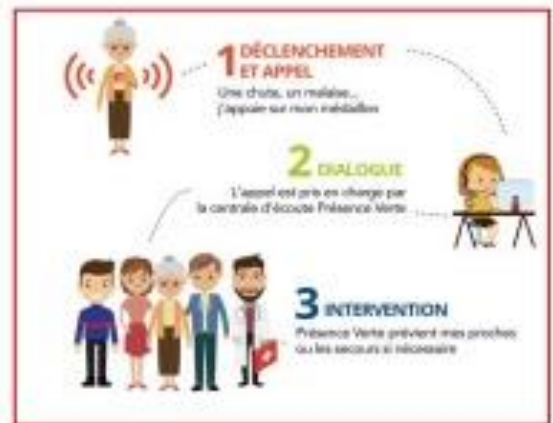 1 DÉCLENCHEMENT
ET APPEL
Une chute, un malaise...
j'appuie sur mon médaillon
2 DIALOGUE
L'appel est pris en charge par
la centrale d'écoute Présence Verte
3 INTERVENTION
Présence Verte prévient mes proches
ou les secours si nécessaire